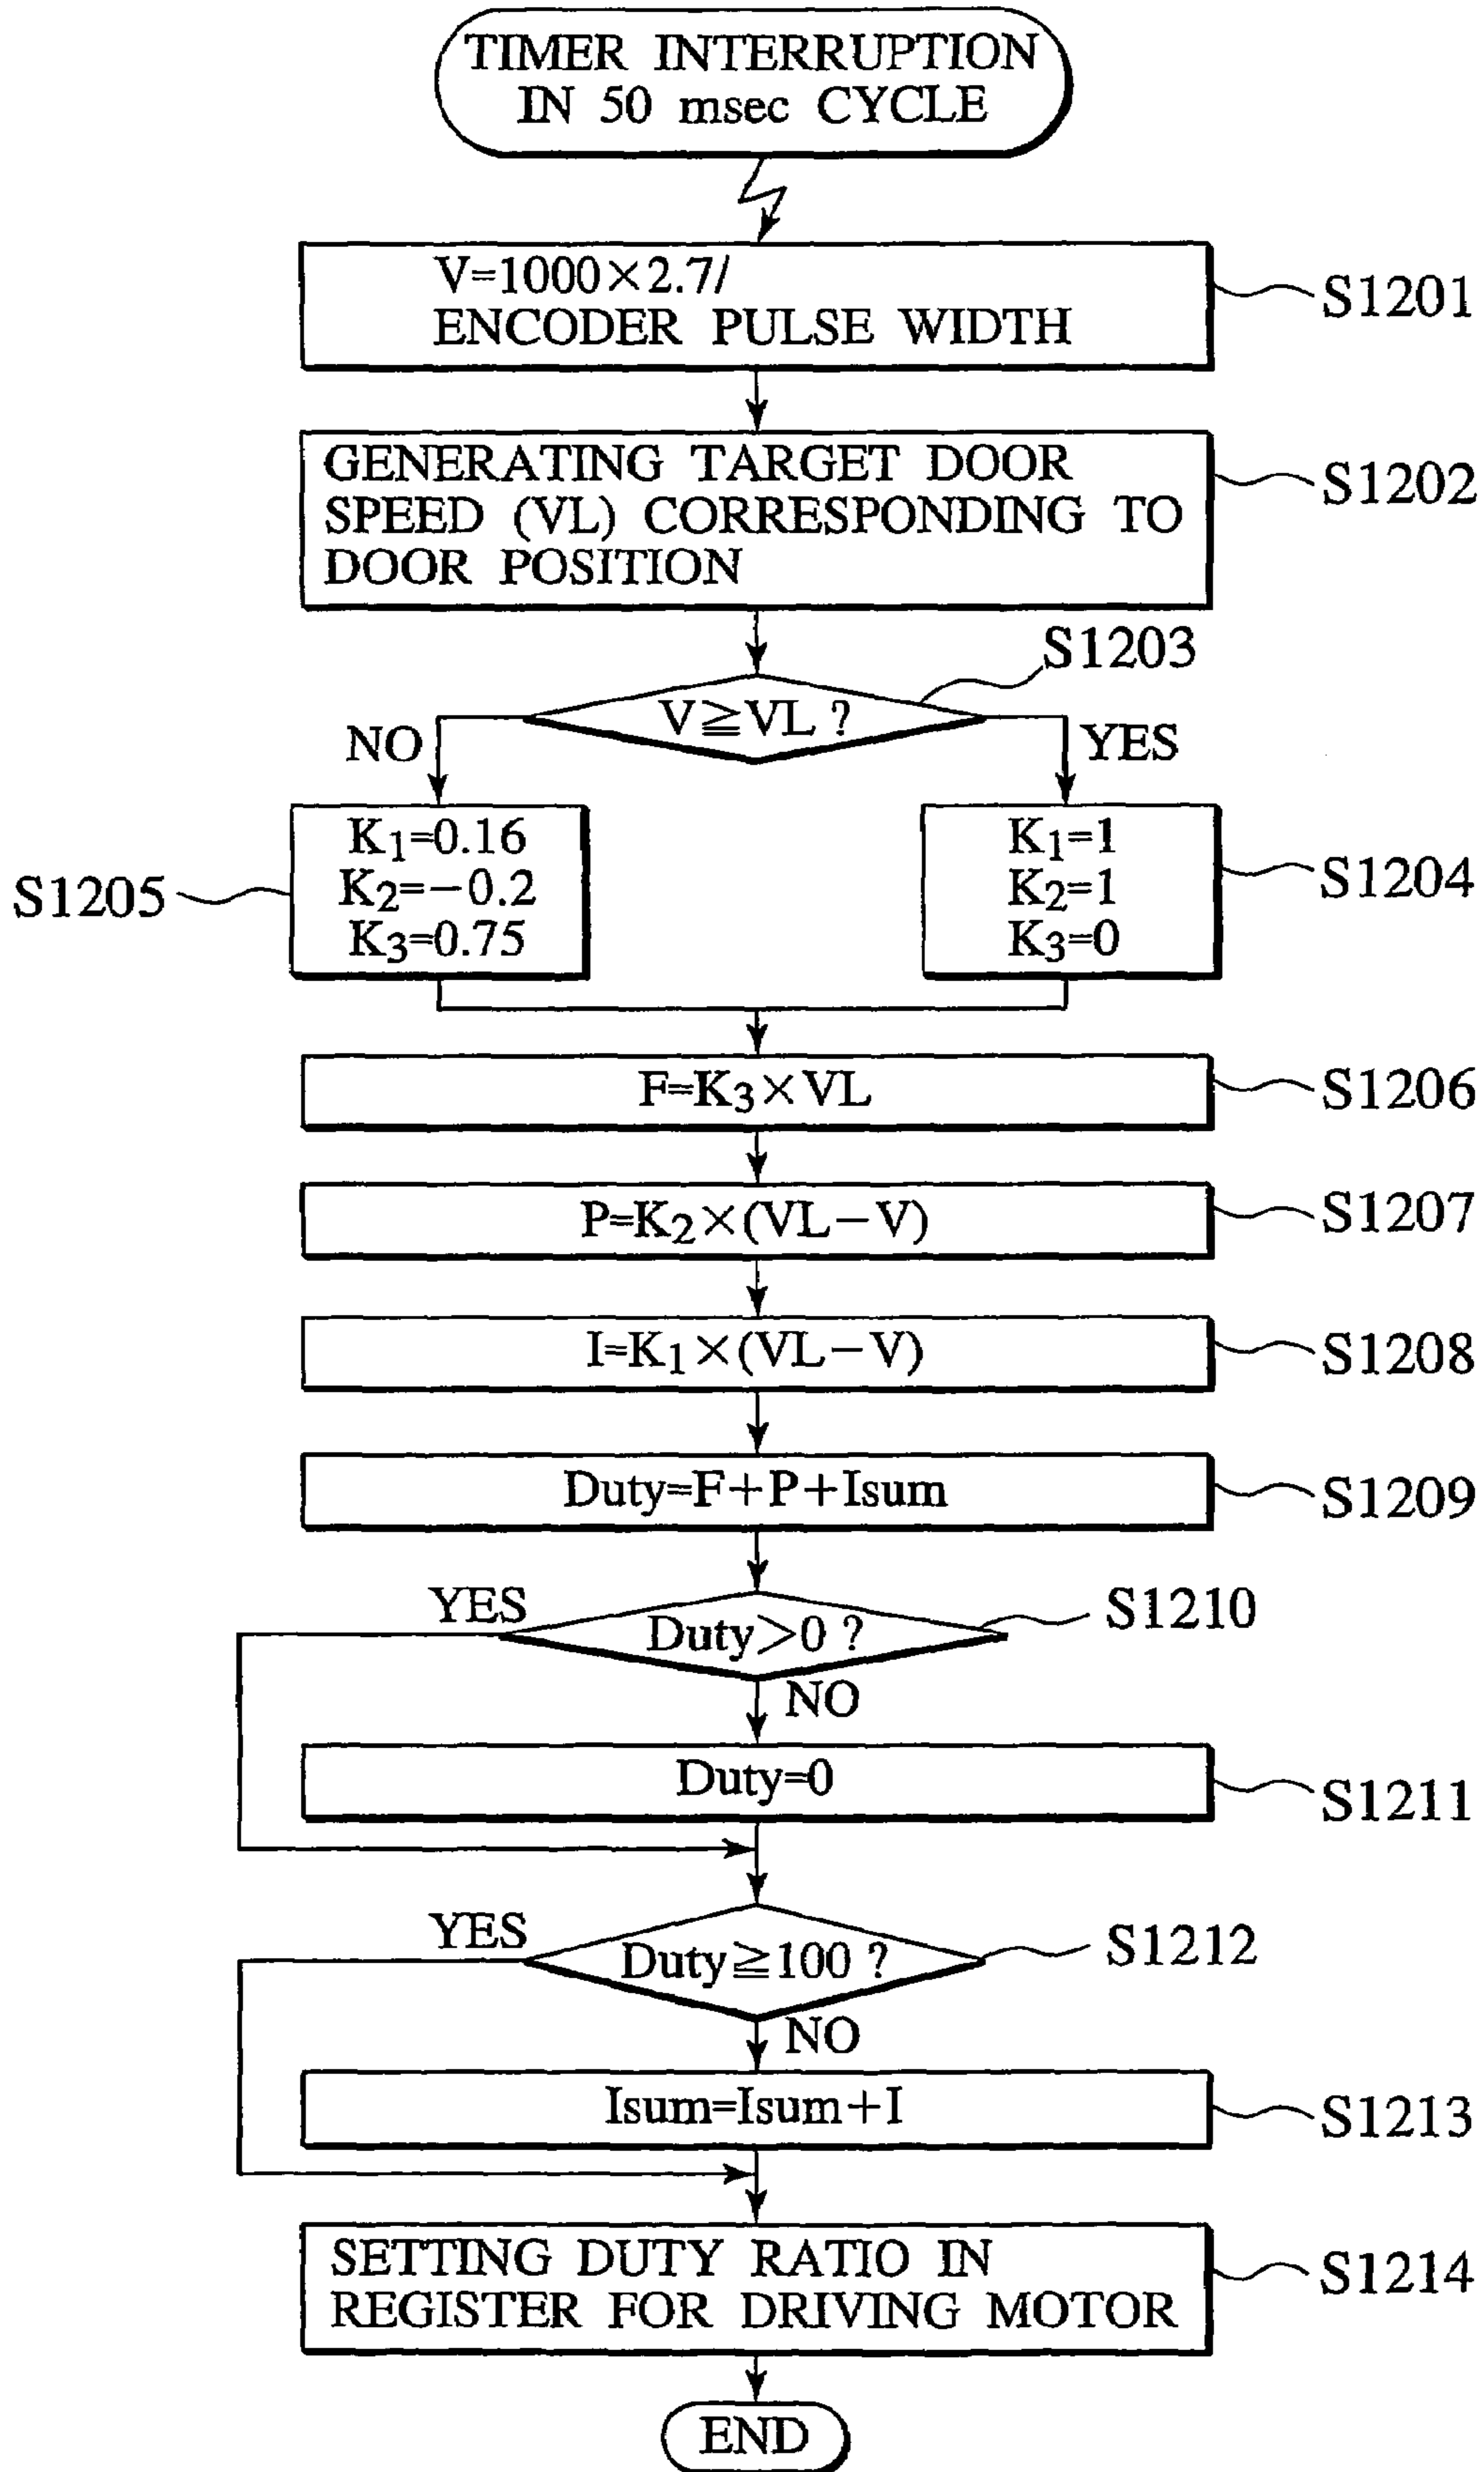 TIMER INTERRUPTION
IN 50 msec CYCLE
V=1000×2.7/
ENCODER PULSE WIDTH
S1201
GENERATING TARGET DOOR
SPEED (VL) CORRESPONDING TO
DOOR POSITION
S1202
S1203
V≧VL ?
NO
YES
K1=0.16
K2=−0.2
K3=0.75
S1205
K1=1
K2=1
K3=0
S1204
F=K3×VL
S1206
P=K2×(VL−V)
S1207
I=K1×(VL−V)
S1208
Duty=F+P+Isum
S1209
YES
Duty>0 ?
S1210
NO
Duty=0
S1211
YES
Duty≧100 ?
S1212
NO
Isum=Isum+I
S1213
SETTING DUTY RATIO IN
REGISTER FOR DRIVING MOTOR
S1214
END